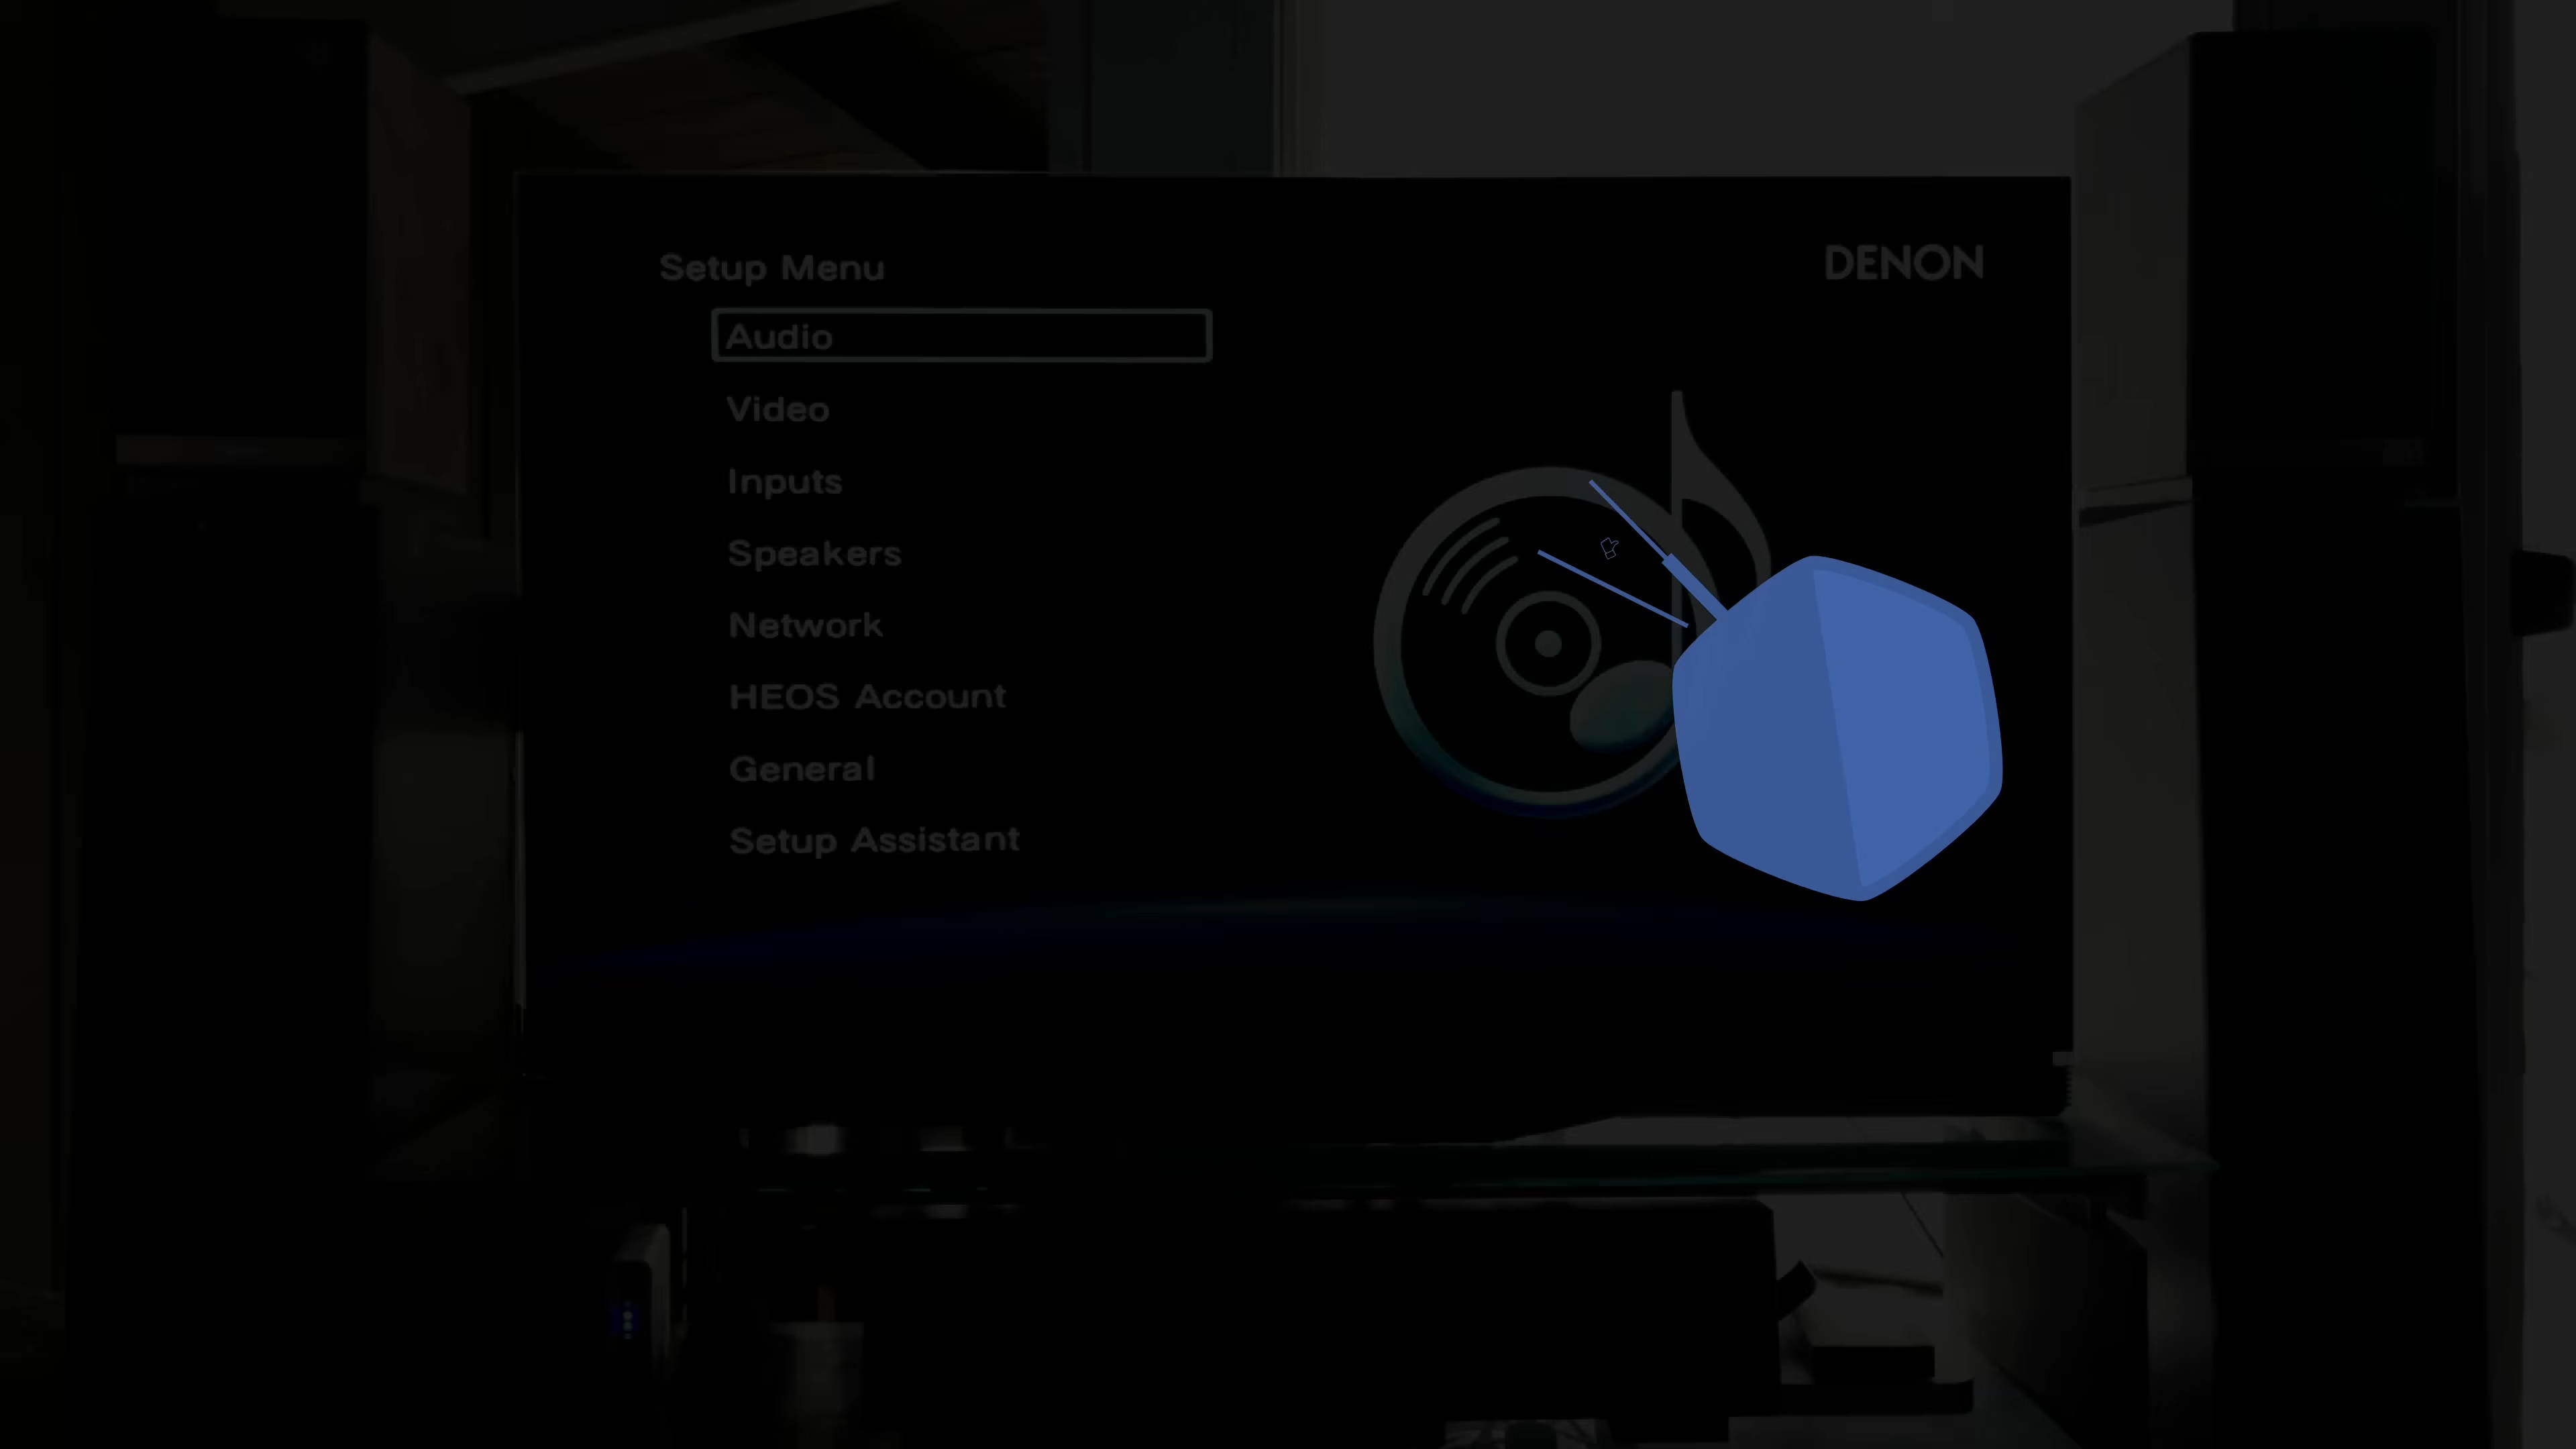 Setup Menu
DENON
Audio
Video
Inputs
Speakers
Network
HEOS Account
General
Setup Assistant